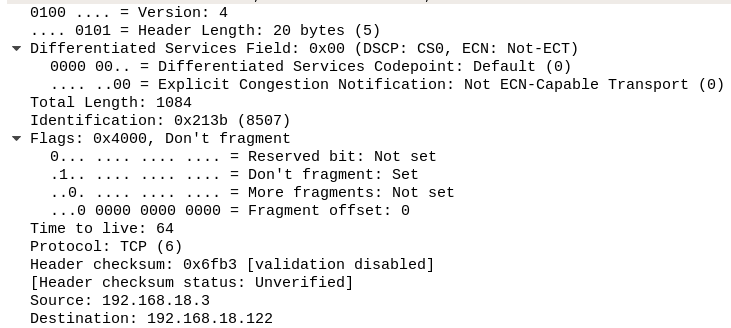 0100 .... = Version: 4
.... 0101 = Header Length: 20 bytes (5)
Differentiated Services Field: 0x00 (DSCP: CS0, ECN: Not-ECT)
0000 00.. = Differentiated Services Codepoint: Default (0)
.... ..00 = Explicit Congestion Notification: Not ECN-Capable Transport (0)
Total Length: 1084
Identification: 0x213b (8507)
Flags: 0x4000, Don't fragment
0... .... .... .... = Reserved bit: Not set
.1.. .... .... .... = Don't fragment: Set
..0. .... .... .... = More fragments: Not set
...0 0000 0000 0000 = Fragment offset: 0
Time to live: 64
Protocol: TCP (6)
Header checksum: 0x6fb3 [validation disabled]
[Header checksum status: Unverified]
Source: 192.168.18.3
Destination: 192.168.18.122